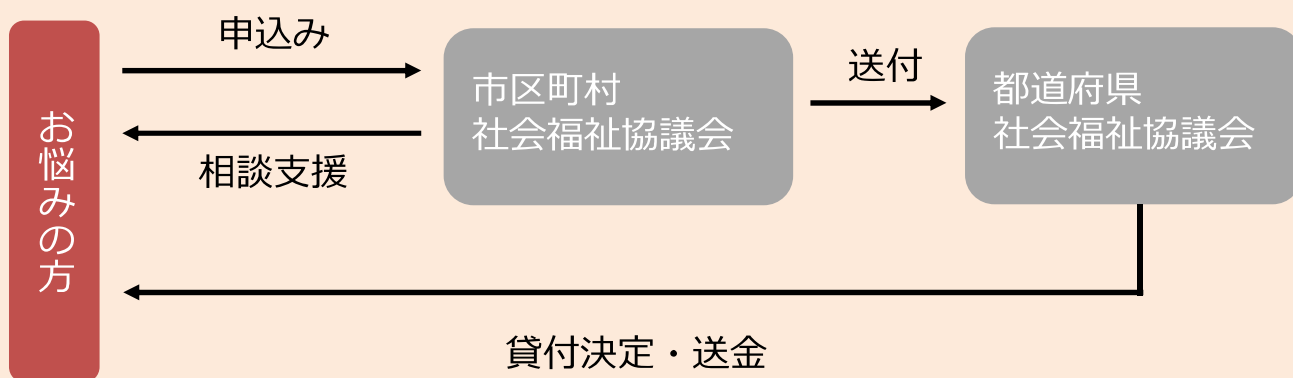 お悩みの方
申込み
相談支援
市区町村
社会福祉協議会
送付
都道府県
社会福祉協議会
貸付決定・送金